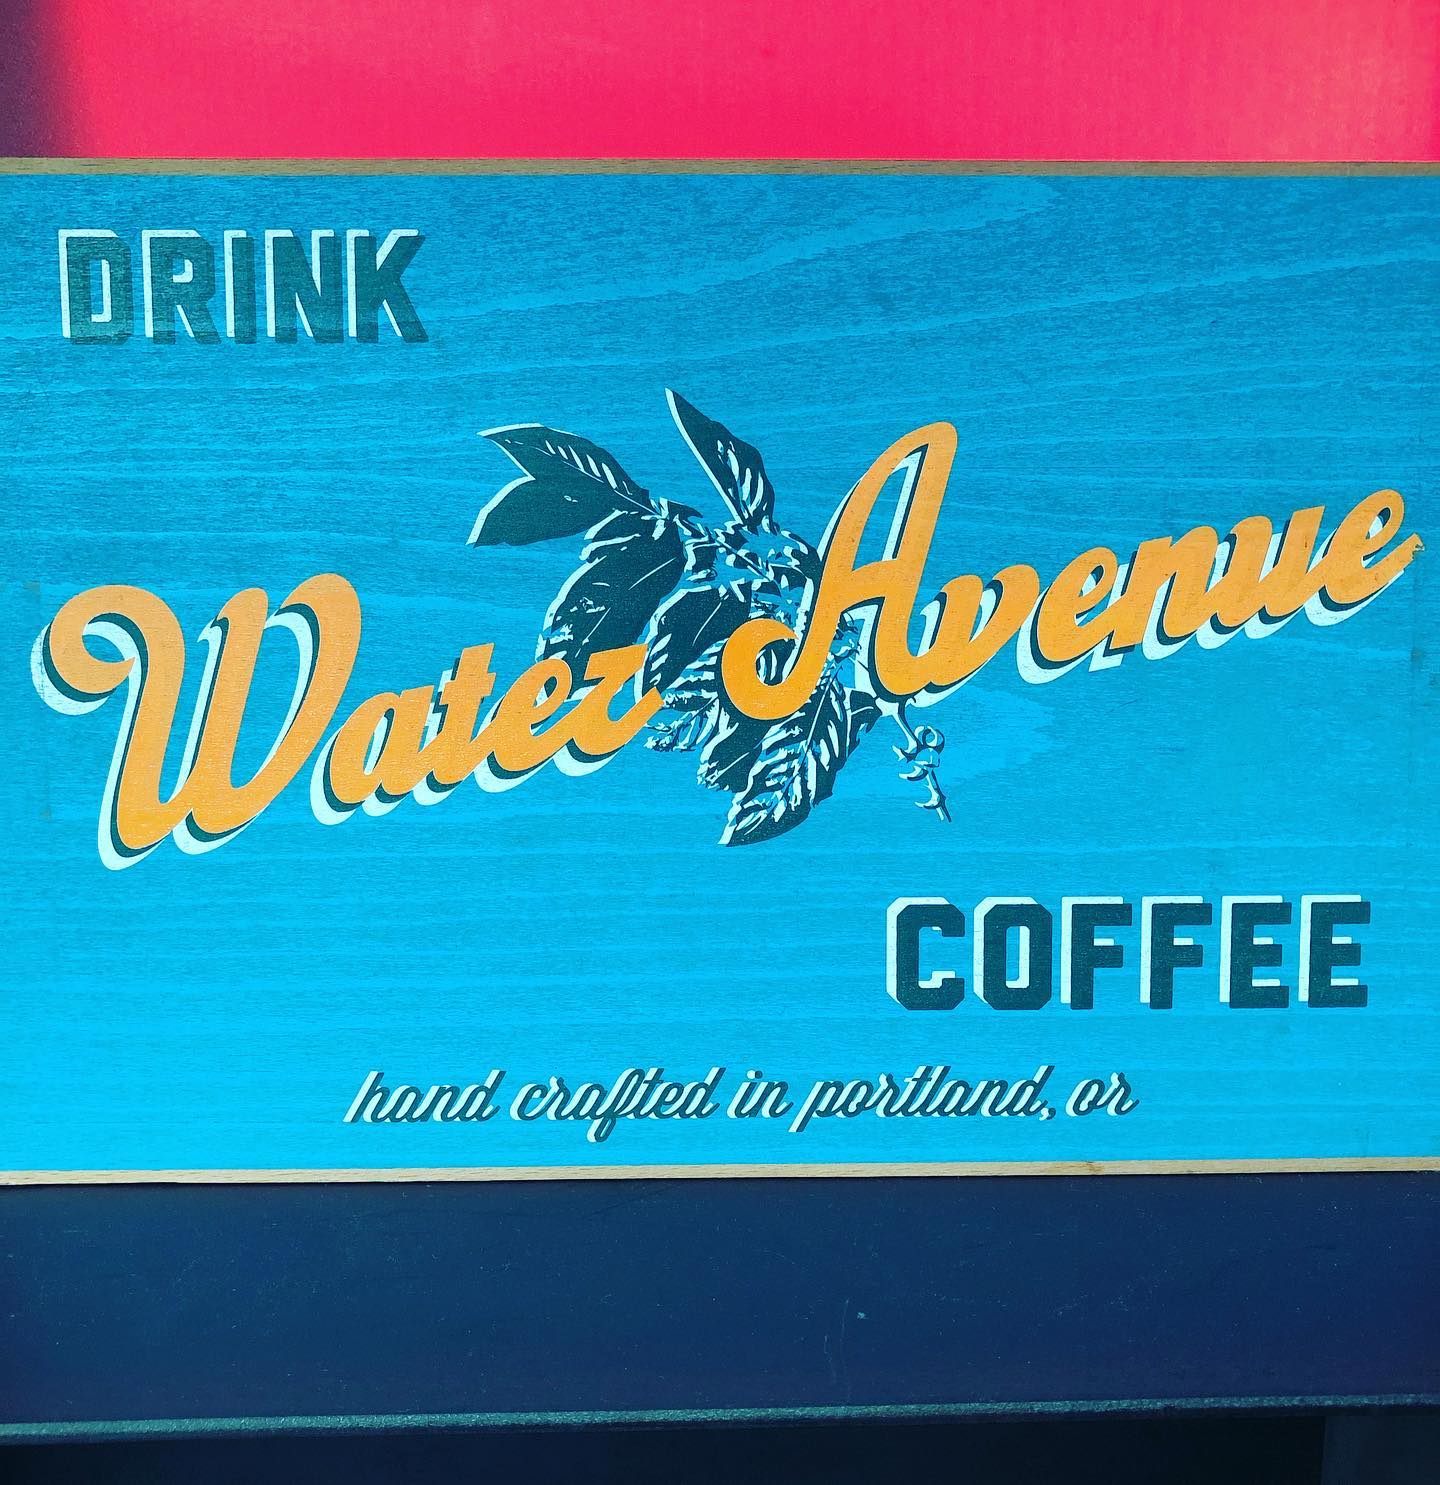 DRINK
Water Avenue
COFFEE
hand crafted in portland, or